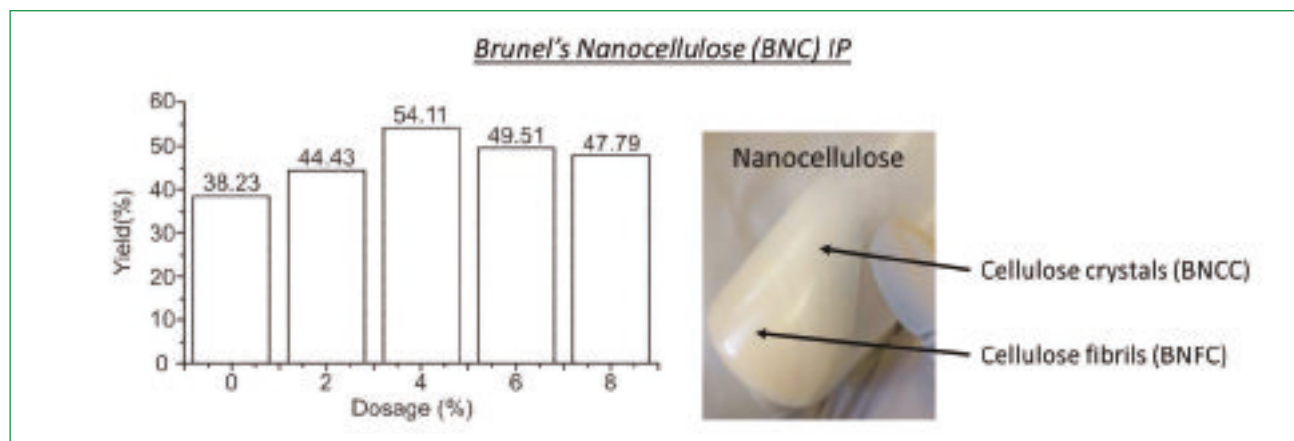 Brunel's Nanocellulose (BNC) IP
Yield(%)
60
50
40
30
20
10
0
38.23
44.43
54.11
49.51
47.79
0 2 4 6 8
Dosage (%)
Nanocellulose
Cellulose crystals (BNCC)
Cellulose fibrils (BNFC)